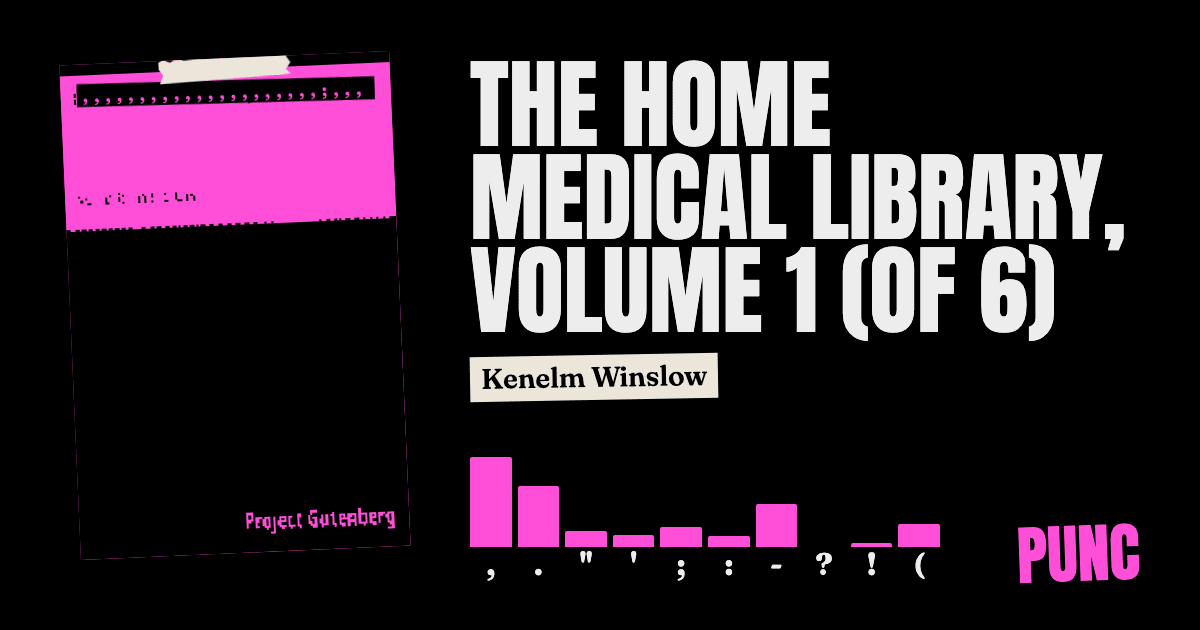 THE HOME
MEDICAL LIBRARY,
VOLUME 1 (OF 6)
Kenelm Winslow
Project Gutenberg
, . " ' ; : - ? ! (
PUNC